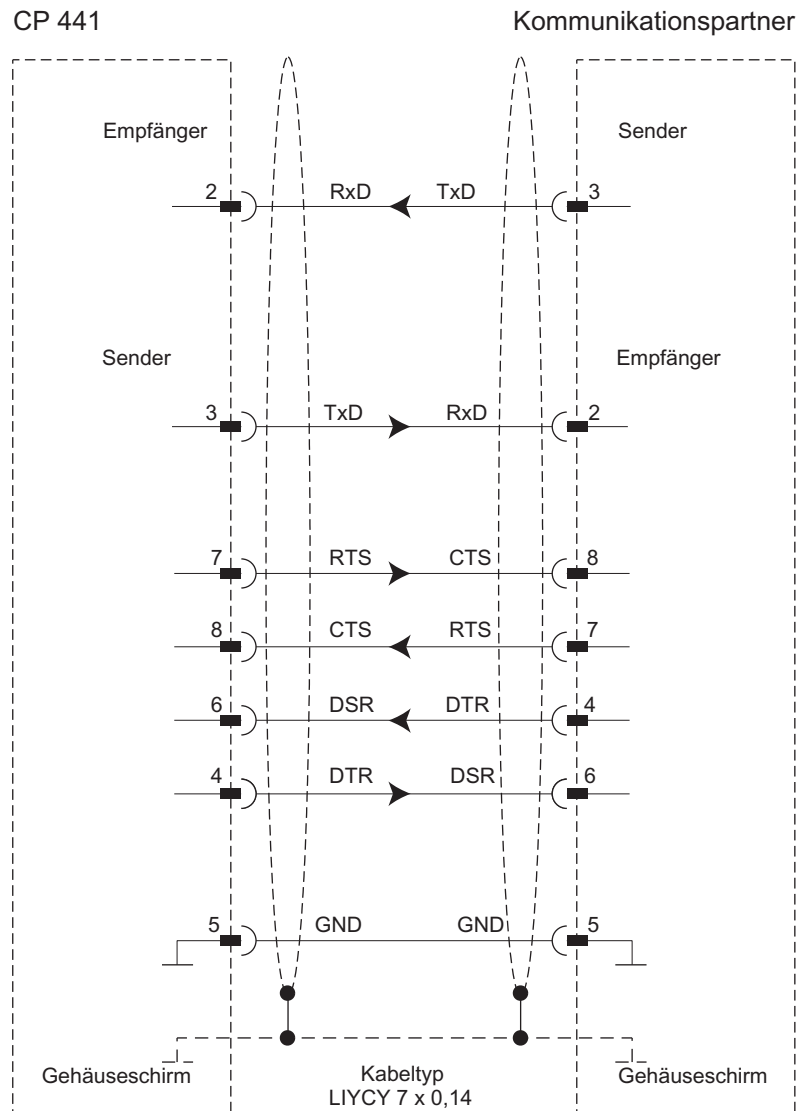 CP 441 Kommunikationspartner
Empfänger Sender
2 RxD TxD 3
Sender Empfänger
3 TxD RxD 2
7 RTS CTS 8
8 CTS RTS 7
6 DSR DTR 4
4 DTR DSR 6
5 GND GND 5
Gehäuseschirm Kabeltyp Gehäuseschirm
LIYCY 7 x 0,14